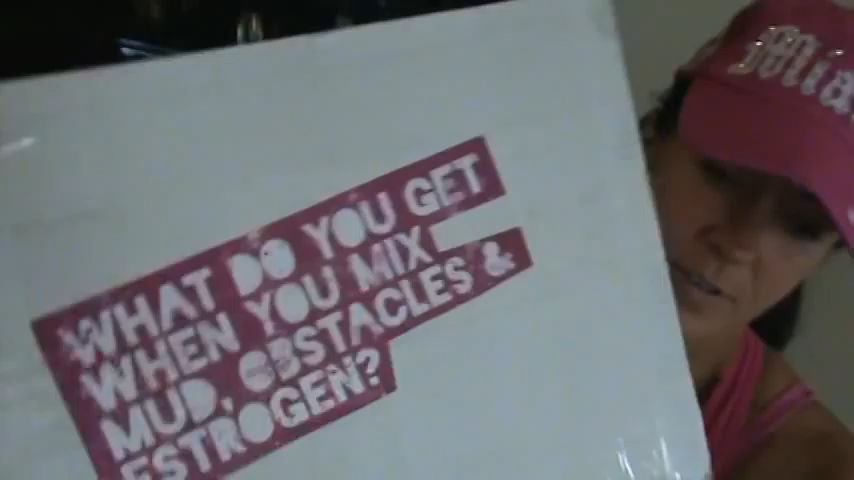 WHAT DO YOU GET
WHEN YOU MIX
MUD, OBSTACLES &
ESTROGEN?